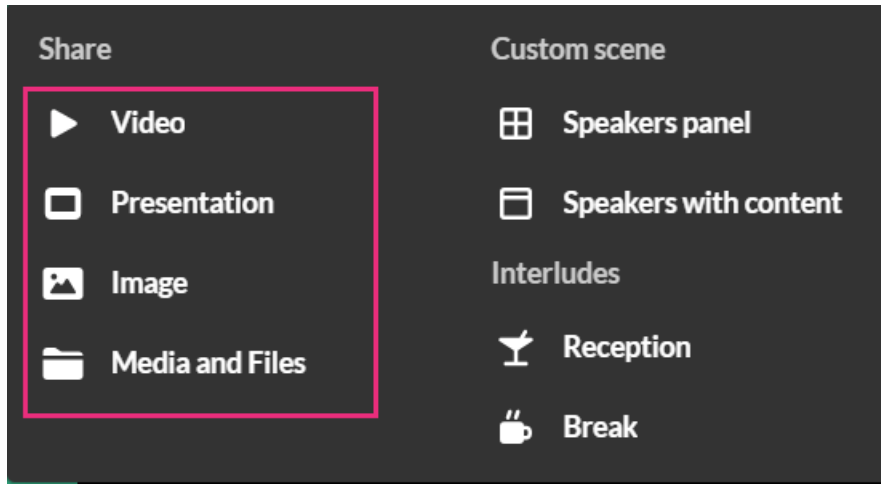 Share
Video
Presentation
Image
Media and Files
Custom scene
Speakers panel
Speakers with content
Interludes
Reception
Break